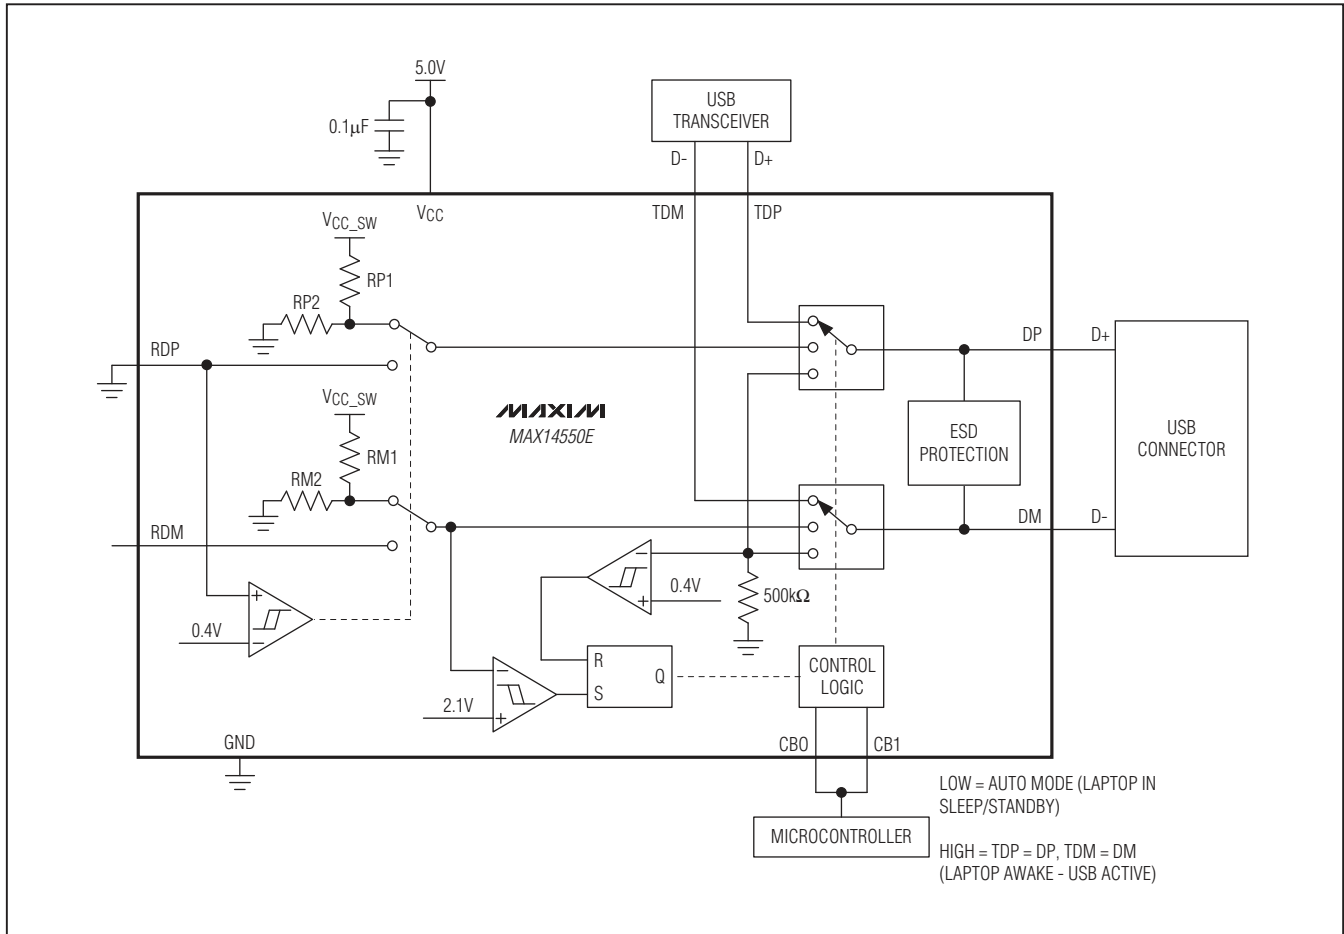 5.0V
0.1µF
USB
TRANSCEIVER
D-
D+
VCC
TDM
TDP
VCC_SW
RP1
RP2
RDP
DP
D+
VCC_SW
MAXIM
MAX14550E
ESD
PROTECTION
USB
CONNECTOR
RM1
RM2
RDM
DM
D-
−
+
0.4V
500kΩ
+
0.4V
−
R
Q
S
−
2.1V
+
CONTROL
LOGIC
GND
CB0
CB1
LOW = AUTO MODE (LAPTOP IN
SLEEP/STANDBY)
MICROCONTROLLER
HIGH = TDP = DP, TDM = DM
(LAPTOP AWAKE - USB ACTIVE)